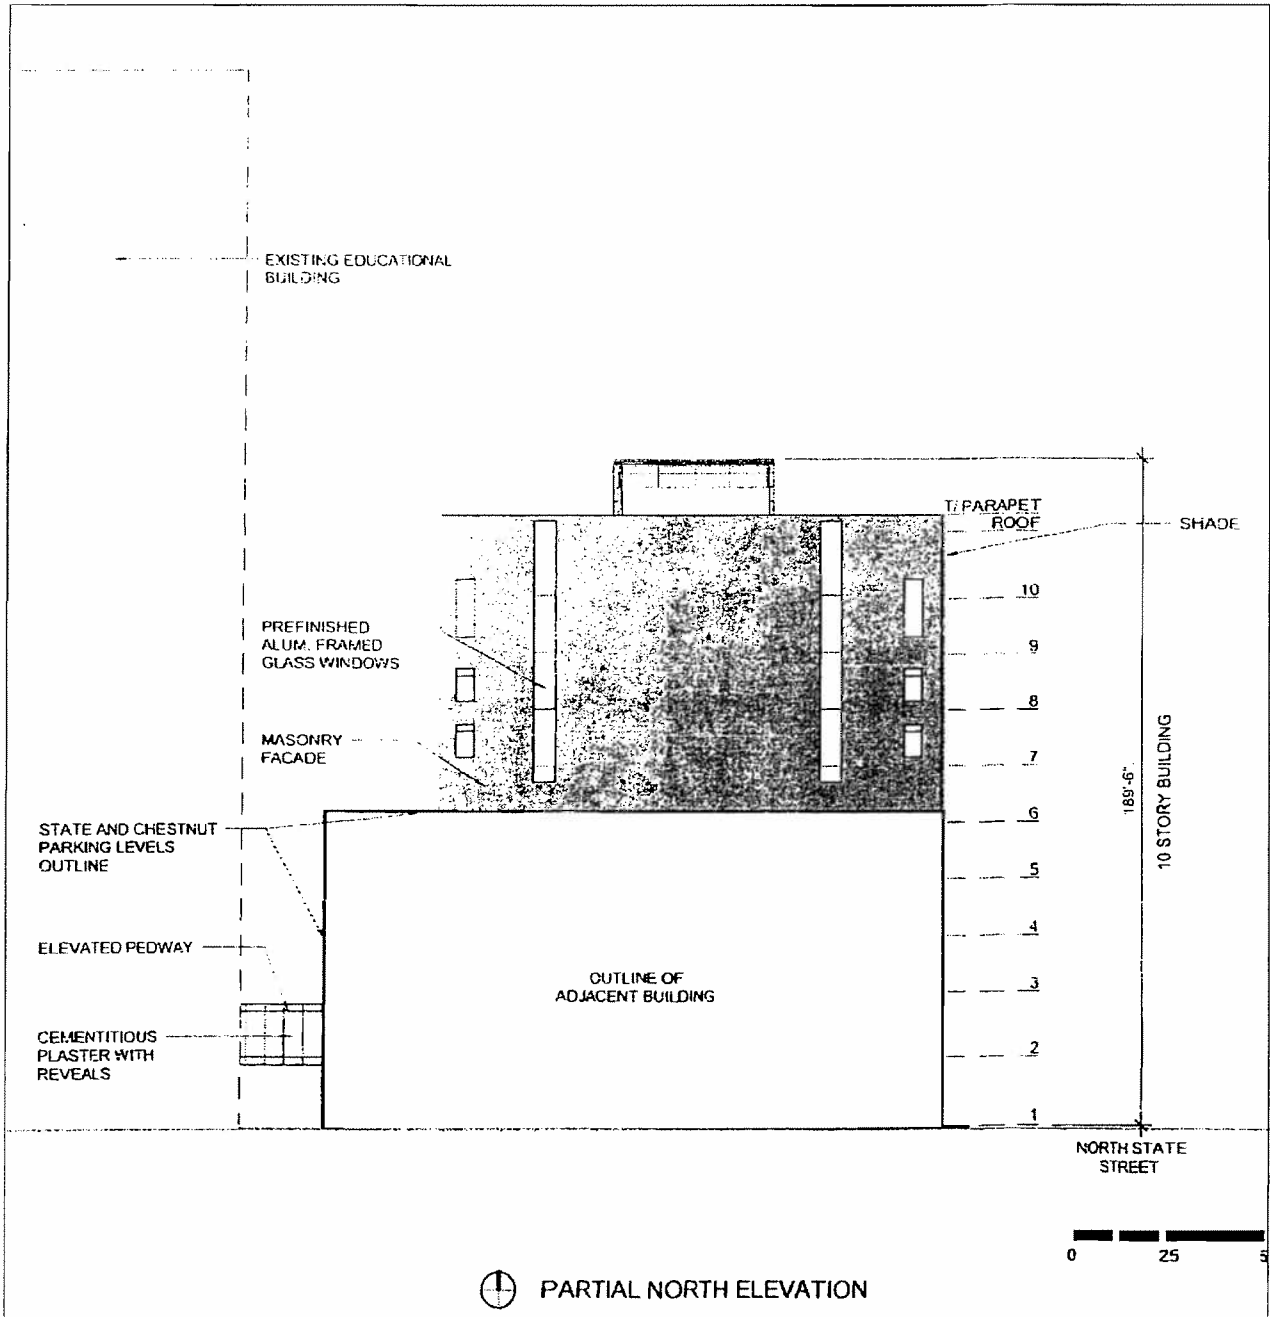 EXISTING EDUCATIONAL
BUILDING
T/ PARAPET
ROOF
SHADE
10
9
8
7
6
5
4
3
2
1
PREFINISHED
ALUM. FRAMED
GLASS WINDOWS
MASONRY
FACADE
STATE AND CHESTNUT
PARKING LEVELS
OUTLINE
ELEVATED PEDWAY
CEMENTITIOUS
PLASTER WITH
REVEALS
OUTLINE OF
ADJACENT BUILDING
189'-6"
10 STORY BUILDING
NORTH STATE
STREET
0 25 5
PARTIAL NORTH ELEVATION